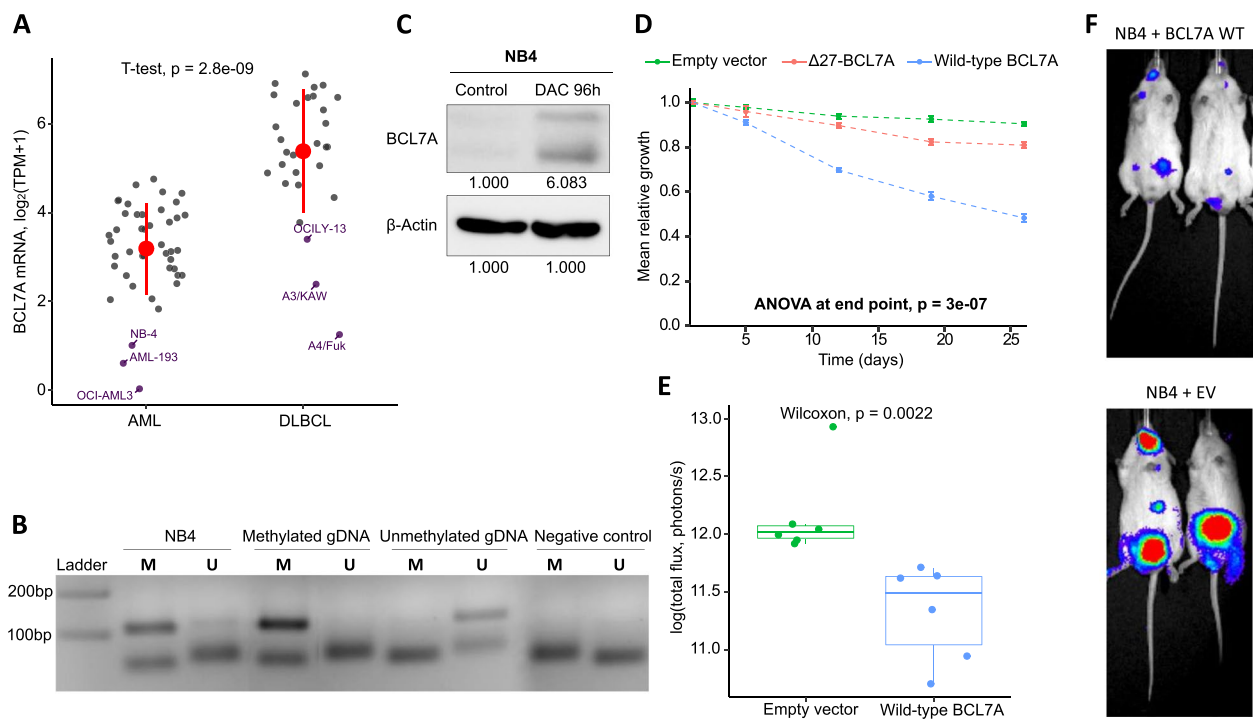 A
T-test, p = 2.8e-09
BCL7A mRNA, log₂(TPM+1)
6
4
2
0
OCILY-13
A3/KAW
A4/Fuk
NB-4
AML-193
OCI-AML3
AML
DLBCL
B
NB4
Methylated gDNA
Unmethylated gDNA
Negative control
Ladder
M
U
M
U
M
U
M
U
200bp
100bp
C
NB4
Control
DAC 96h
BCL7A
1.000
6.083
β-Actin
1.000
1.000
D
Empty vector
Δ27-BCL7A
Wild-type BCL7A
Mean relative growth
1.0
0.8
0.6
0.4
0.2
0.0
ANOVA at end point, p = 3e-07
5
10
15
20
25
Time (days)
E
Wilcoxon, p = 0.0022
log(total flux, photons/s)
13.0
12.5
12.0
11.5
11.0
Empty vector
Wild-type BCL7A
F
NB4 + BCL7A WT
NB4 + EV